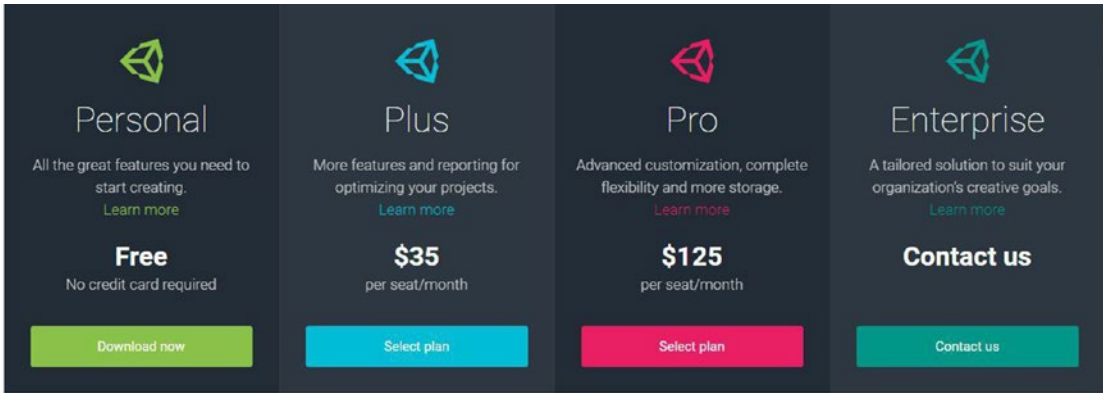 Personal
All the great features you need to
start creating.
Learn more
Free
No credit card required
Download now
Plus
More features and reporting for
optimizing your projects.
Learn more
$35
per seat/month
Select plan
Pro
Advanced customization, complete
flexibility and more storage.
Learn more
$125
per seat/month
Select plan
Enterprise
A tailored solution to suit your
organization's creative goals.
Learn more
Contact us
Contact us